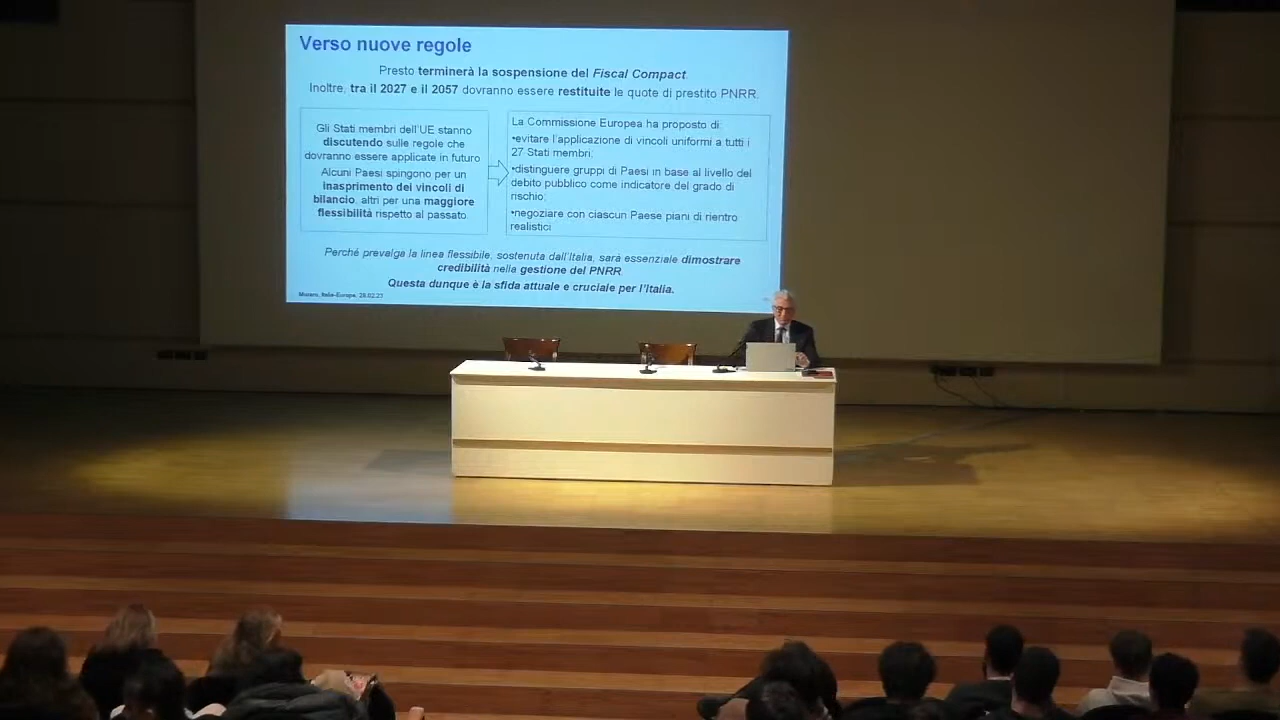 Verso nuove regole
Presto terminerà la sospensione del Fiscal Compact.
Inoltre, tra il 2027 e il 2057 dovranno essere restituite le quote di prestito PNRR.
Gli Stati membri dell'UE stanno
discutendo sulle regole che
dovranno essere applicate in futuro
Alcuni Paesi spingono per un
inasprimento dei vincoli di
bilancio, altri per una maggiore
flessibilità rispetto al passato.
La Commissione Europea ha proposto di:
•evitare l'applicazione di vincoli uniformi a tutti i
27 Stati membri;
•distinguere gruppi di Paesi in base al livello del
debito pubblico come indicatore del grado di
rischio;
•negoziare con ciascun Paese piani di rientro
realistici
Perché prevalga la linea flessibile, sostenuta dall'Italia, sarà essenziale dimostrare
credibilità nella gestione del PNRR.
Questa dunque è la sfida attuale e cruciale per l'Italia.
Italia-Europa,